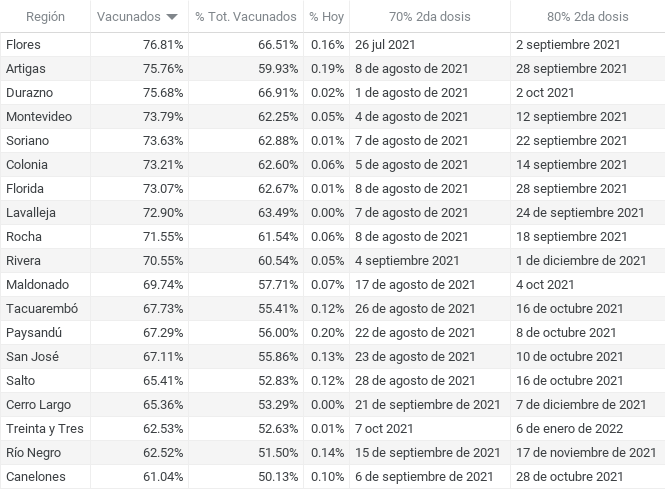 Región Vacunados % Tot. Vacunados % Hoy 70% 2da dosis 80% 2da dosis
Flores 76.81% 66.51% 0.16% 26 jul 2021 2 septiembre 2021
Artigas 75.76% 59.93% 0.19% 8 de agosto de 2021 28 septiembre 2021
Durazno 75.68% 66.91% 0.02% 1 de agosto de 2021 2 oct 2021
Montevideo 73.79% 62.25% 0.05% 4 de agosto de 2021 12 septiembre 2021
Soriano 73.63% 62.88% 0.01% 7 de agosto de 2021 22 septiembre 2021
Colonia 73.21% 62.60% 0.06% 5 de agosto de 2021 14 septiembre 2021
Florida 73.07% 62.67% 0.01% 8 de agosto de 2021 28 septiembre 2021
Lavalleja 72.90% 63.49% 0.00% 7 de agosto de 2021 24 de septiembre 2021
Rocha 71.55% 61.54% 0.06% 8 de agosto de 2021 18 septiembre 2021
Rivera 70.55% 60.54% 0.05% 4 septiembre 2021 1 de diciembre de 2021
Maldonado 69.74% 57.71% 0.07% 17 de agosto de 2021 4 oct 2021
Tacuarembó 67.73% 55.41% 0.12% 26 de agosto de 2021 16 de octubre 2021
Paysandú 67.29% 56.00% 0.20% 22 de agosto de 2021 8 de octubre 2021
San José 67.11% 55.86% 0.13% 23 de agosto de 2021 10 de octubre 2021
Salto 65.41% 52.83% 0.12% 28 de agosto de 2021 16 de octubre 2021
Cerro Largo 65.36% 53.29% 0.00% 21 de septiembre de 2021 7 de diciembre de 2021
Treinta y Tres 62.53% 52.63% 0.01% 7 oct 2021 6 de enero de 2022
Río Negro 62.52% 51.50% 0.14% 15 de septiembre de 2021 17 de noviembre de 2021
Canelones 61.04% 50.13% 0.10% 6 de septiembre de 2021 28 de octubre 2021